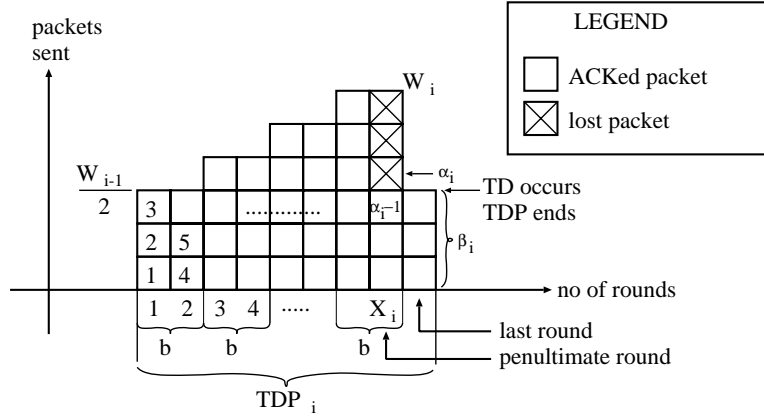 packets
sent
LEGEND
ACKed packet
lost packet
W i
α i
W i-1
2
TD occurs
TDP ends
3 ............. α i−1
β i
2 5
1 4
no of rounds
1 2 3 4 ..... X i
last round
b b b
penultimate round
TDP i